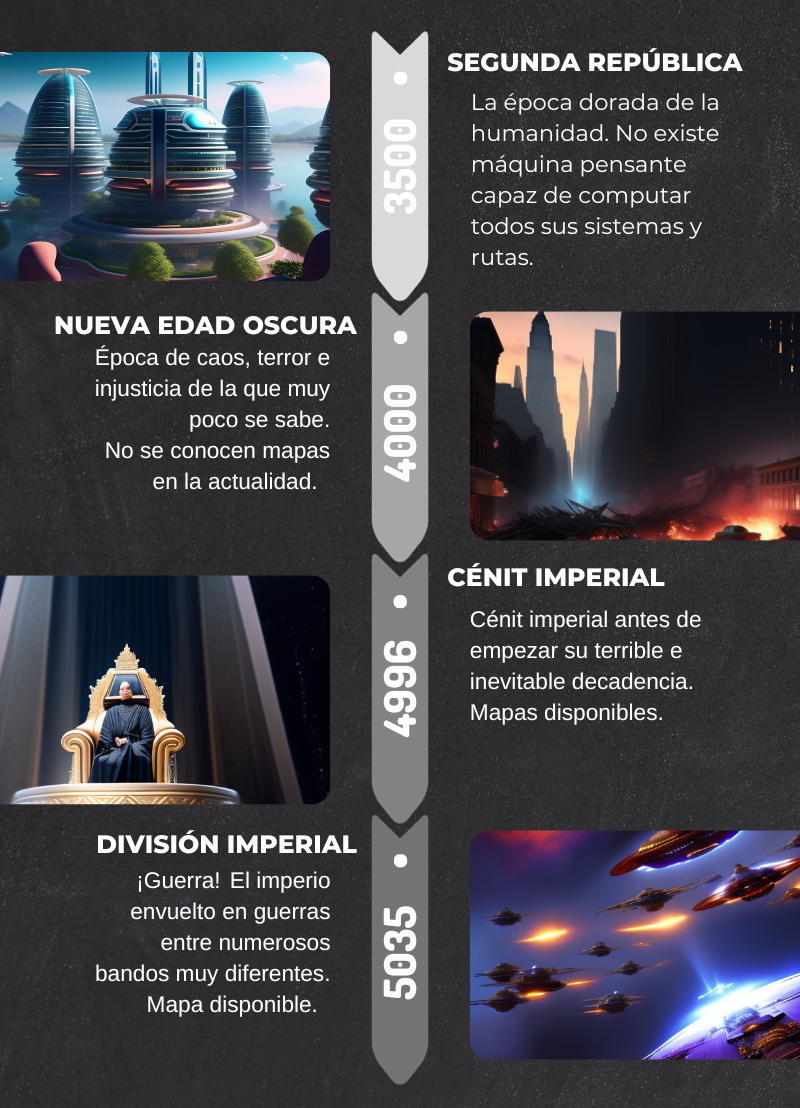 SEGUNDA REPÚBLICA
La época dorada de la
humanidad. No existe
máquina pensante
capaz de computar
todos sus sistemas y
rutas.
3500
NUEVA EDAD OSCURA
Época de caos, terror e
injusticia de la que muy
poco se sabe.
No se conocen mapas
en la actualidad.
4000
CÉNIT IMPERIAL
Cénit imperial antes de
empezar su terrible e
inevitable decadencia.
Mapas disponibles.
4996
DIVISIÓN IMPERIAL
¡Guerra! El imperio
envuelto en guerras
entre numerosos
bandos muy diferentes.
Mapa disponible.
5035